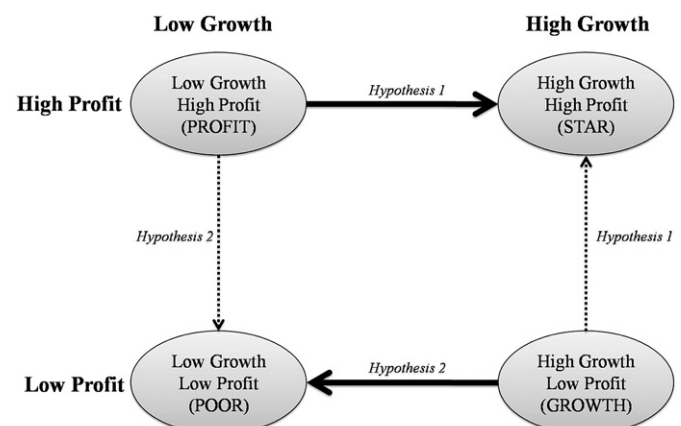 Low Growth
High Growth
High Profit
Low Growth
High Profit
(PROFIT)
Hypothesis 1
High Growth
High Profit
(STAR)
Hypothesis 2
Hypothesis 1
Low Profit
Low Growth
Low Profit
(POOR)
Hypothesis 2
High Growth
Low Profit
(GROWTH)